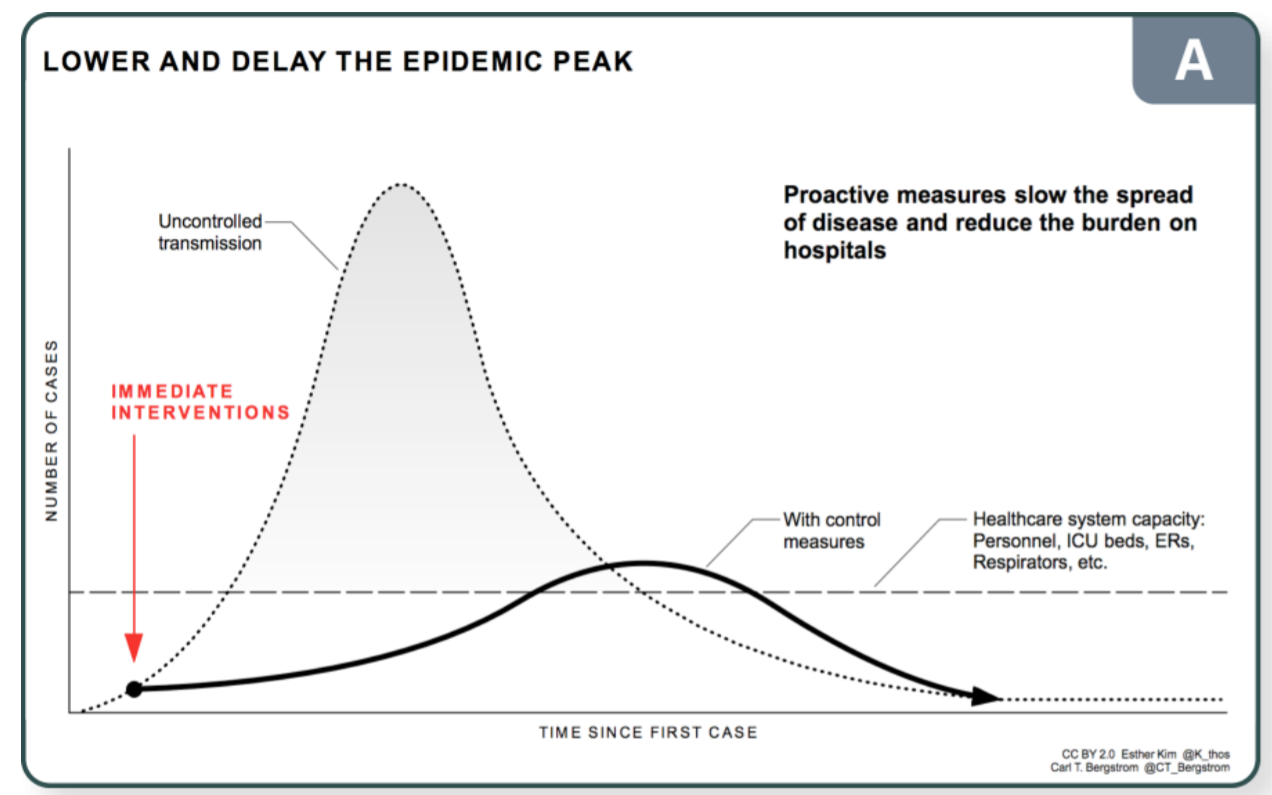 LOWER AND DELAY THE EPIDEMIC PEAK
A
Proactive measures slow the spread
of disease and reduce the burden on
hospitals
Uncontrolled
transmission
IMMEDIATE
INTERVENTIONS
NUMBER OF CASES
With control
measures
Healthcare system capacity:
Personnel, ICU beds, ERs,
Respirators, etc.
TIME SINCE FIRST CASE
CC BY 2.0 Esther Kim @K_thos
Carl T. Bergstrom @CT_Bergstrom